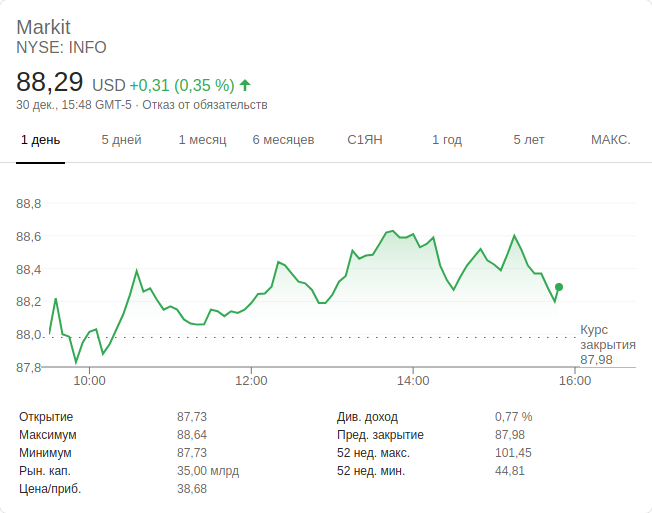 Markit
NYSE: INFO
88,29 USD +0,31 (0,35 %)
30 дек., 15:48 GMT-5 · Отказ от обязательств
1 день 5 дней 1 месяц 6 месяцев С1ЯН 1 год 5 лет МАКС.
88,8
88,6
88,4
88,2
88,0
87,8
Курс
закрытия
87,98
10:00 12:00 14:00 16:00
Открытие 87,73
Максимум 88,64
Минимум 87,73
Рын. кап. 35,00 млрд
Цена/приб. 38,68
Див. доход 0,77 %
Пред. закрытие 87,98
52 нед. макс. 101,45
52 нед. мин. 44,81